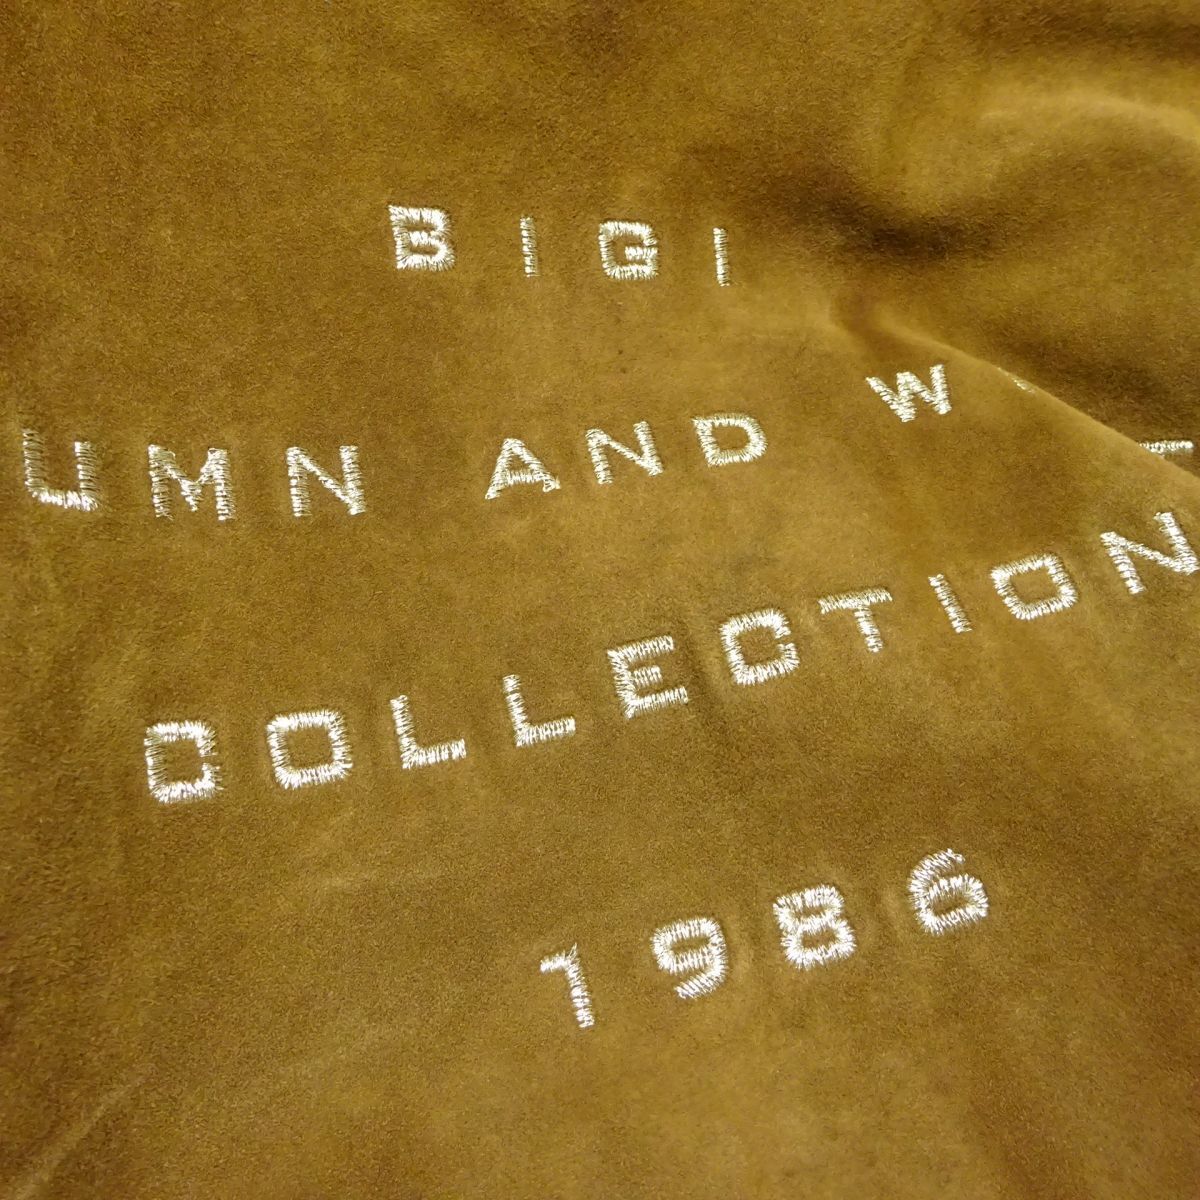 BIGI
UMN AND W
COLLECTION
1986